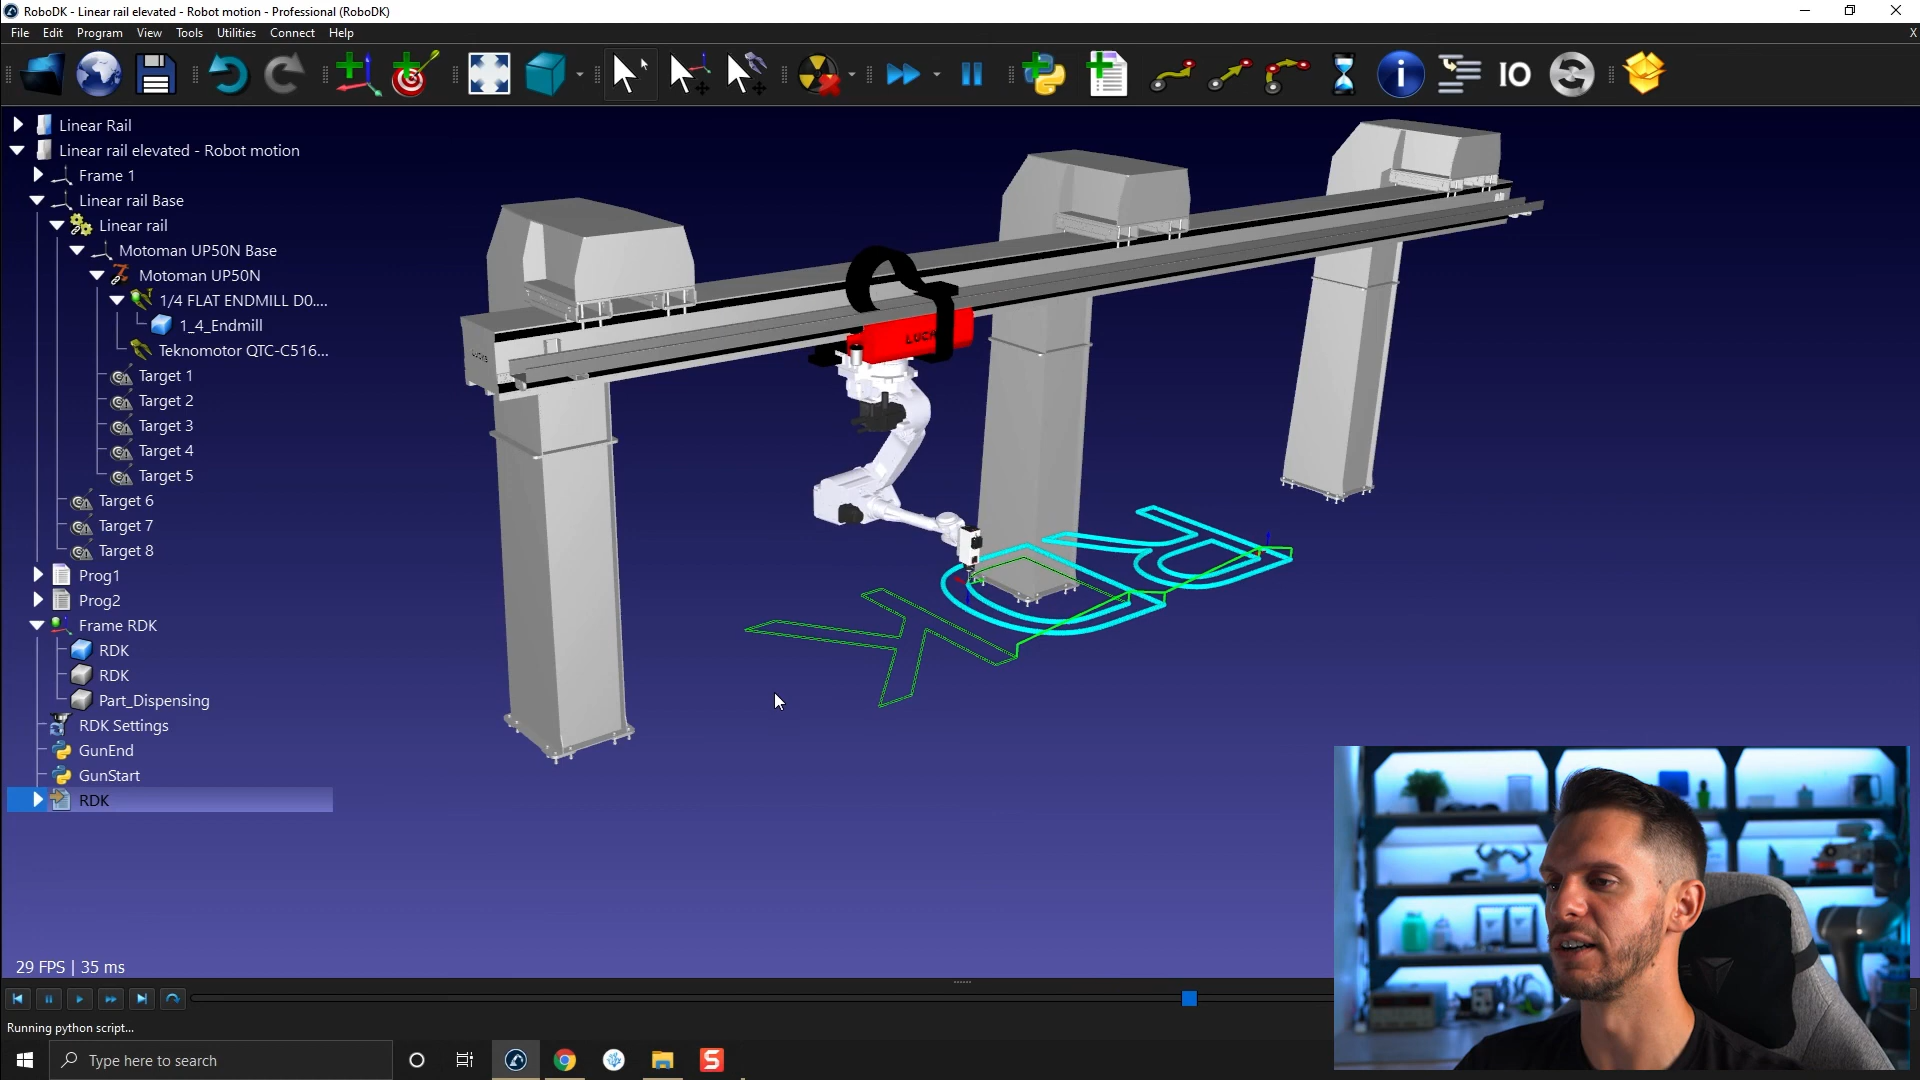 RoboDK - Linear rail elevated - Robot motion - Professional (RoboDK)
File Edit Program View Tools Utilities Connect Help
X
IO
Linear Rail
Linear rail elevated - Robot motion
Frame 1
Linear rail Base
Linear rail
Motoman UP50N Base
Motoman UP50N
1/4 FLAT ENDMILL D0....
1_4_Endmill
Teknomotor QTC-C516...
Target 1
Target 2
Target 3
Target 4
Target 5
Target 6
Target 7
Target 8
Prog1
Prog2
Frame RDK
RDK
RDK
Part_Dispensing
RDK Settings
GunEnd
GunStart
RDK
RDK
29 FPS | 35 ms
Running python script...
Type here to search
S